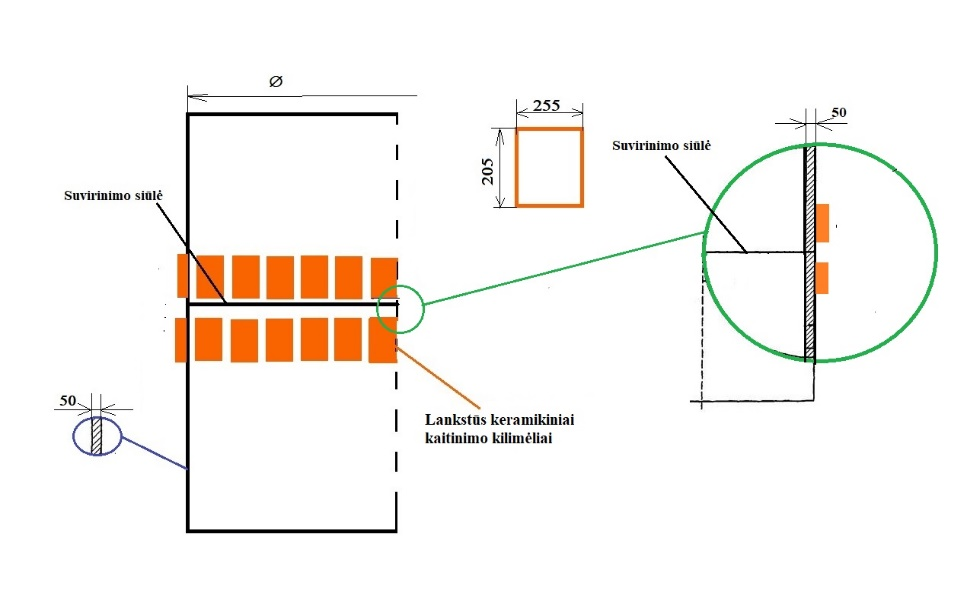 Ø
255
50
205
Suvirinimo siūlė
Suvirinimo siūlė
50
Lankstūs keramikiniai
kaitinimo kilimėliai